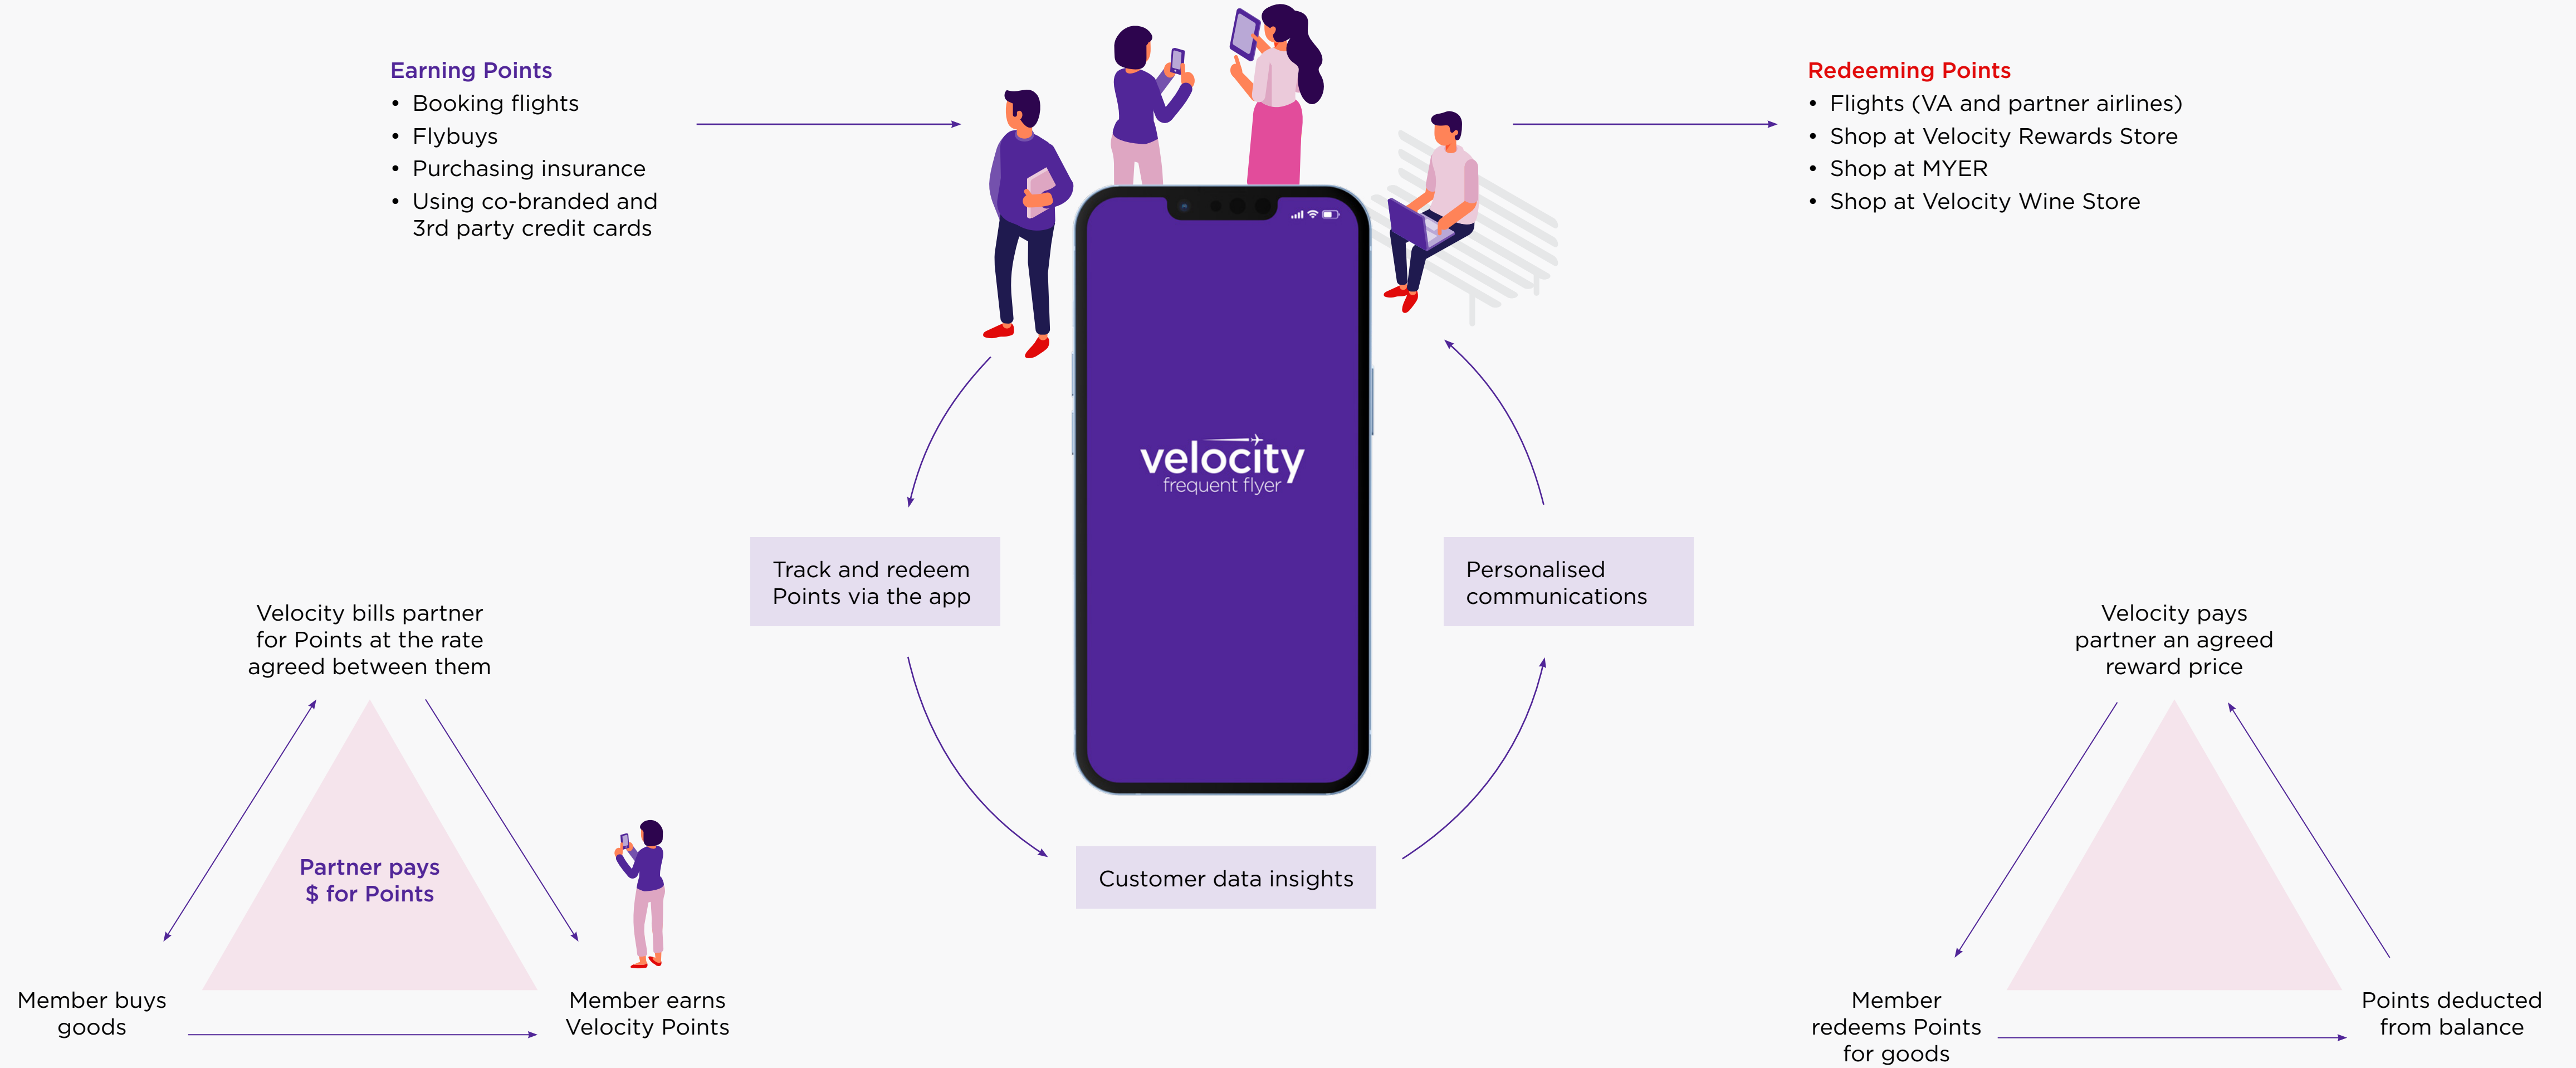 Earning Points
• Booking flights
• Flybuys
• Purchasing insurance
• Using co-branded and
3rd party credit cards
Redeeming Points
• Flights (VA and partner airlines)
• Shop at Velocity Rewards Store
• Shop at MYER
• Shop at Velocity Wine Store
velocity
frequent flyer
Track and redeem
Points via the app
Personalised
communications
Customer data insights
Velocity bills partner
for Points at the rate
agreed between them
Partner pays
$ for Points
Member buys
goods
Member earns
Velocity Points
Velocity pays
partner an agreed
reward price
Member
redeems Points
for goods
Points deducted
from balance